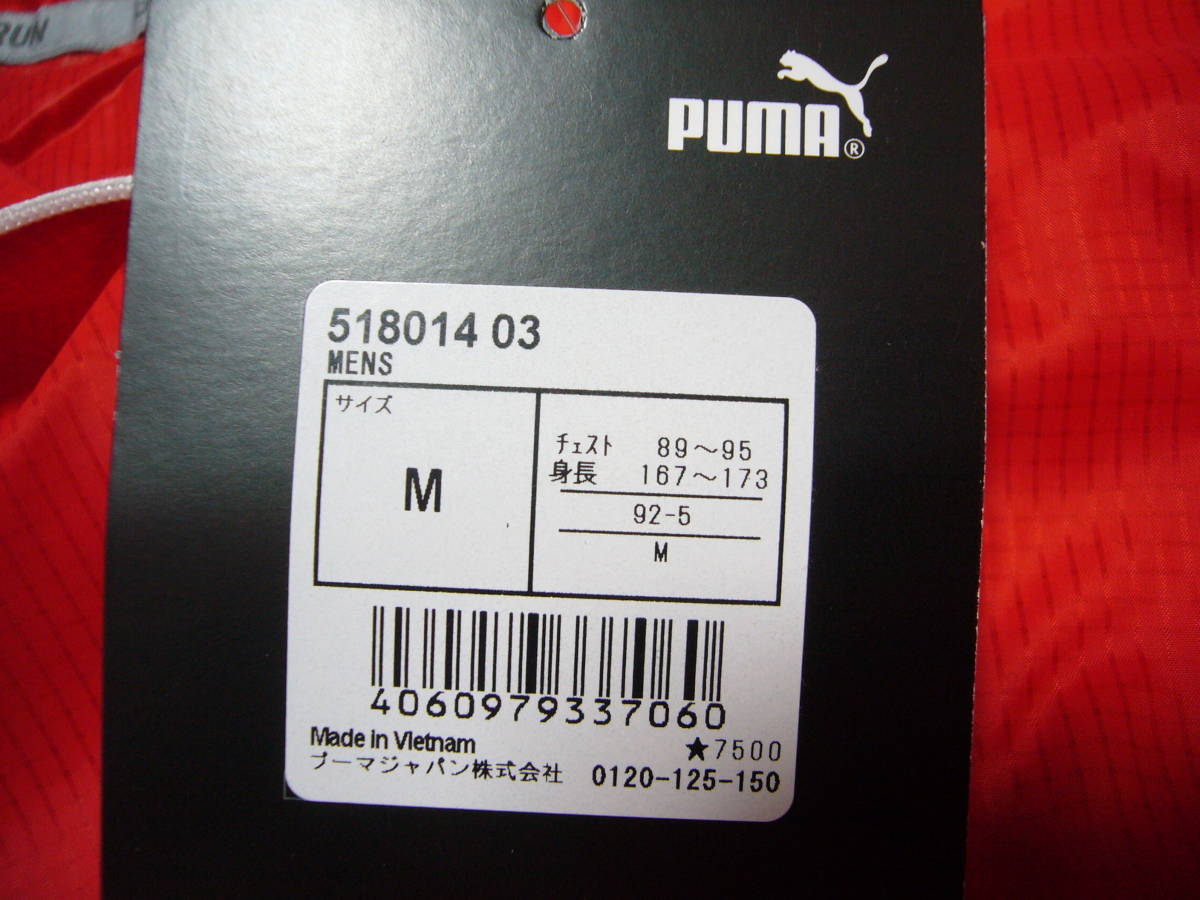 RUN
PUMA®
518014 03
MENS
サイズ
M
チェスト 89～95
身長 167～173
92-5
M
4060979337060
Made in Vietnam
★7500
プーマジャパン株式会社 0120-125-150